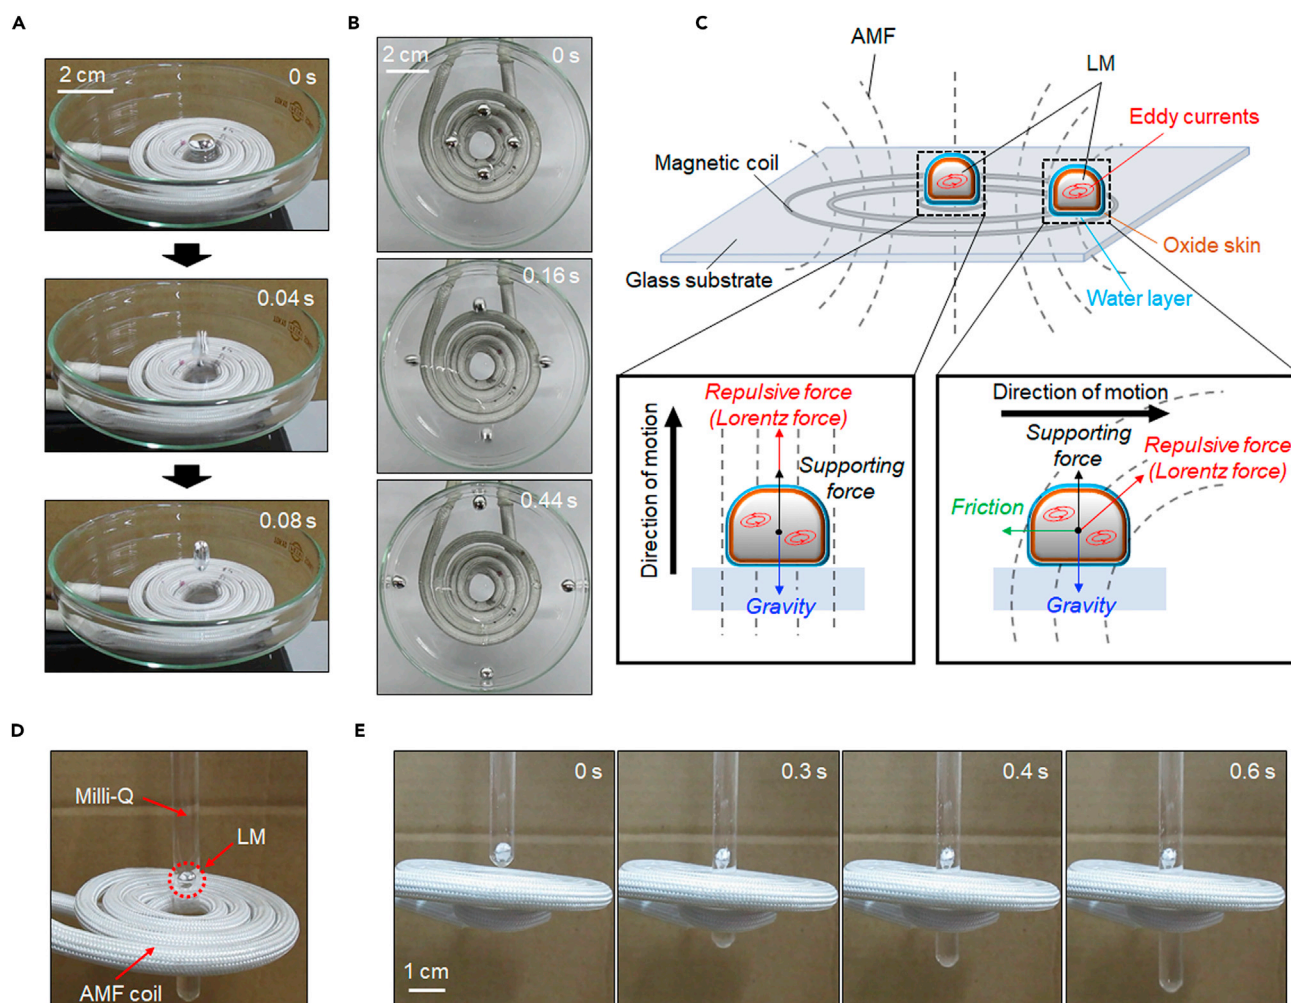 A
2 cm
0 s
0.04 s
0.08 s
B
2 cm
0 s
0.16 s
0.44 s
C
AMF
LM
Eddy currents
Magnetic coil
Oxide skin
Glass substrate
Water layer
Direction of motion
Repulsive force
(Lorentz force)
Supporting
force
Gravity
Direction of motion
Supporting
force
Repulsive force
(Lorentz force)
Friction
Gravity
D
Milli-Q
LM
AMF coil
E
0 s
0.3 s
0.4 s
0.6 s
1 cm